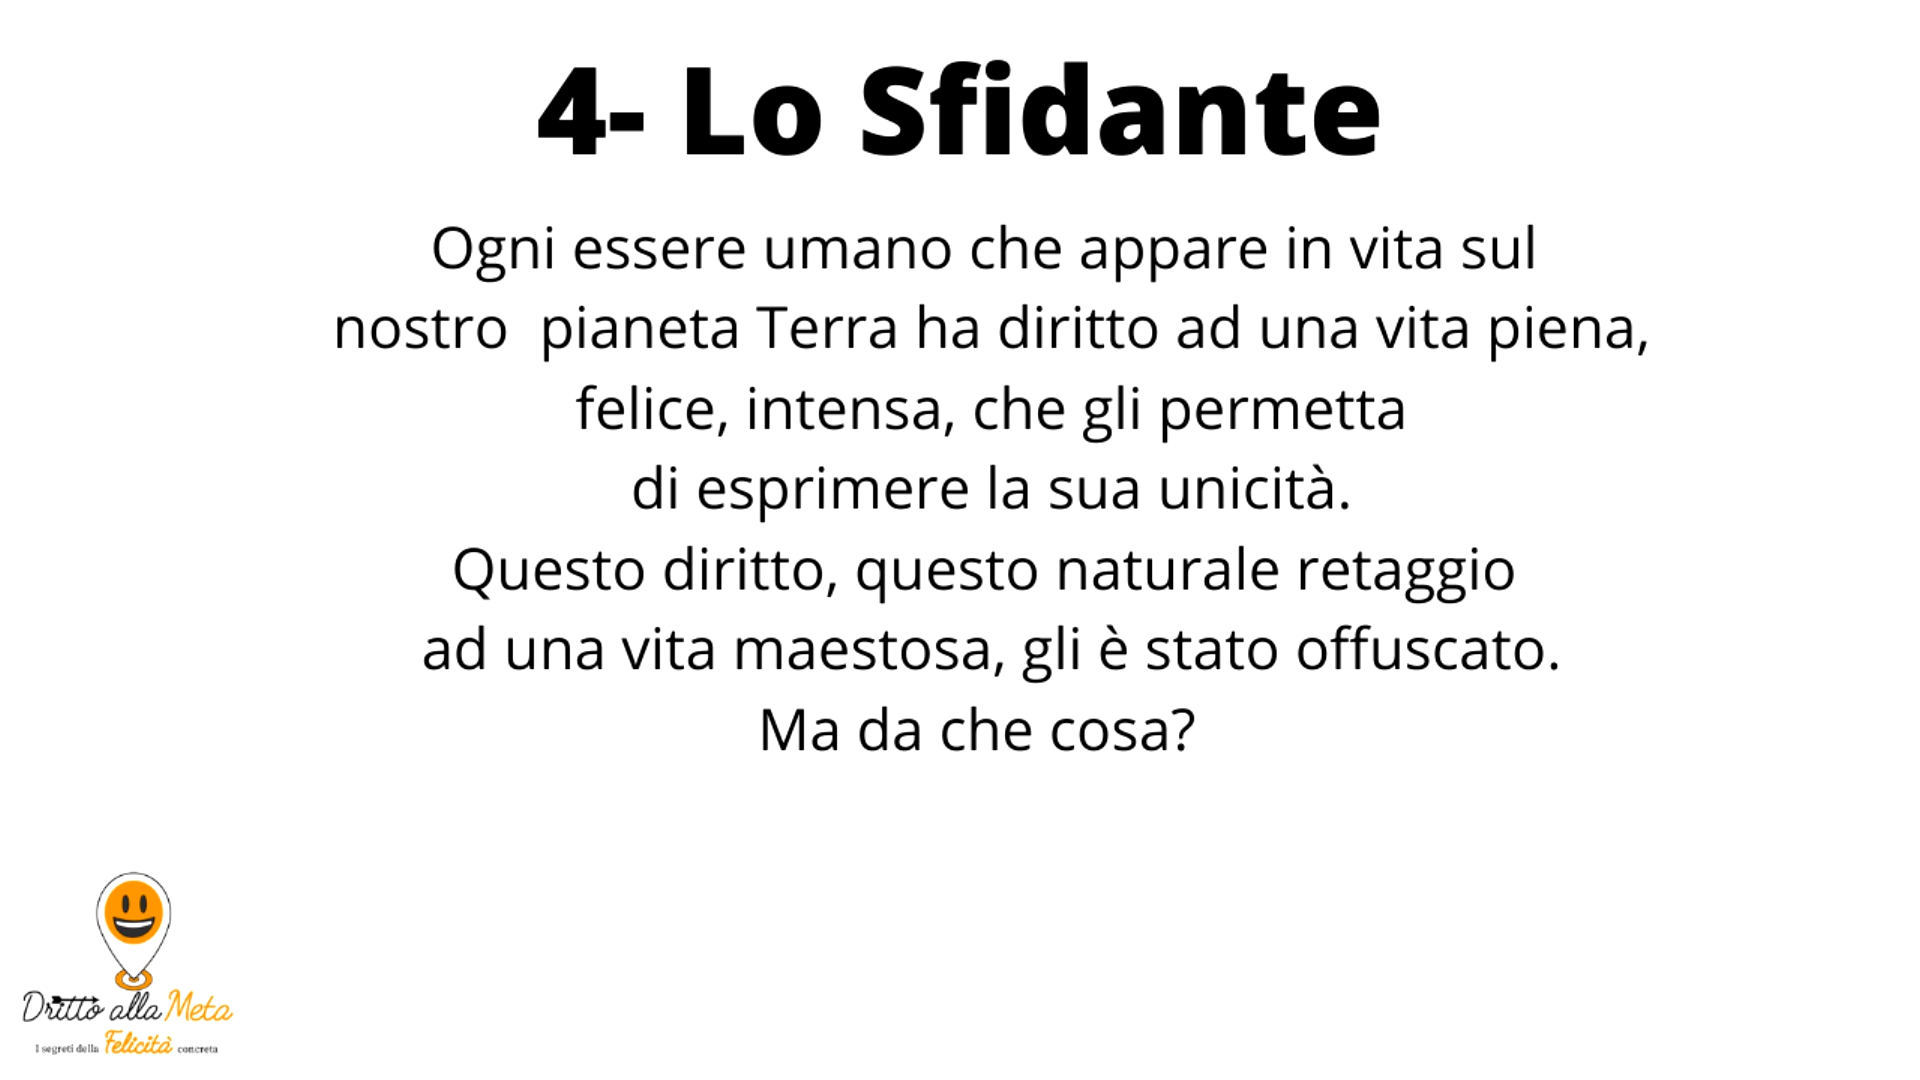 4- Lo Sfidante
Ogni essere umano che appare in vita sul
nostro  pianeta Terra ha diritto ad una vita piena,
felice, intensa, che gli permetta
di esprimere la sua unicità.
Questo diritto, questo naturale retaggio
ad una vita maestosa, gli è stato offuscato.
Ma da che cosa?
Dritto alla Meta
I segreti della Felicità concreta